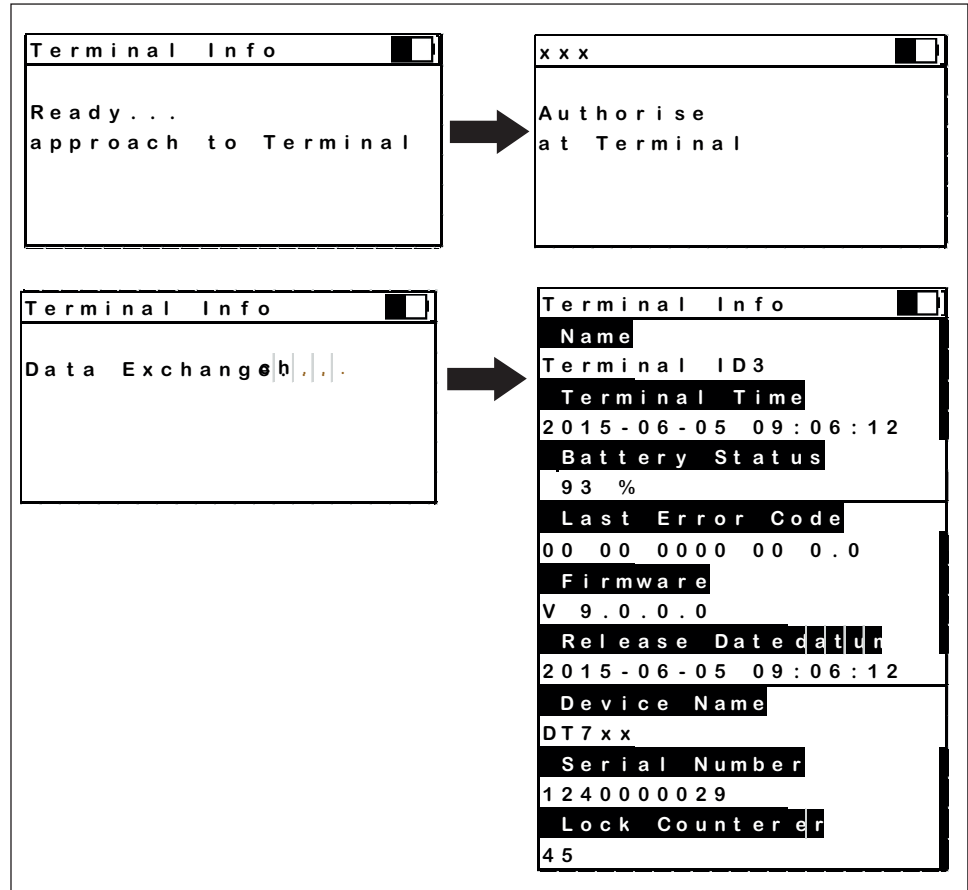 Terminal Info
Ready...
approach to Terminal
xxx
Authorise
at Terminal
Terminal Info
Data Exchange
Terminal Info
Name
Terminal ID3
Terminal Time
2015-06-05 09:06:12
Battery Status
93 %
Last Error Code
00 00 0000 00 0.0
Firmware
V 9.0.0.0
Release Datedatum
2015-06-05 09:06:12
Device Name
DT7xx
Serial Number
1240000029
Lock Counterer
45